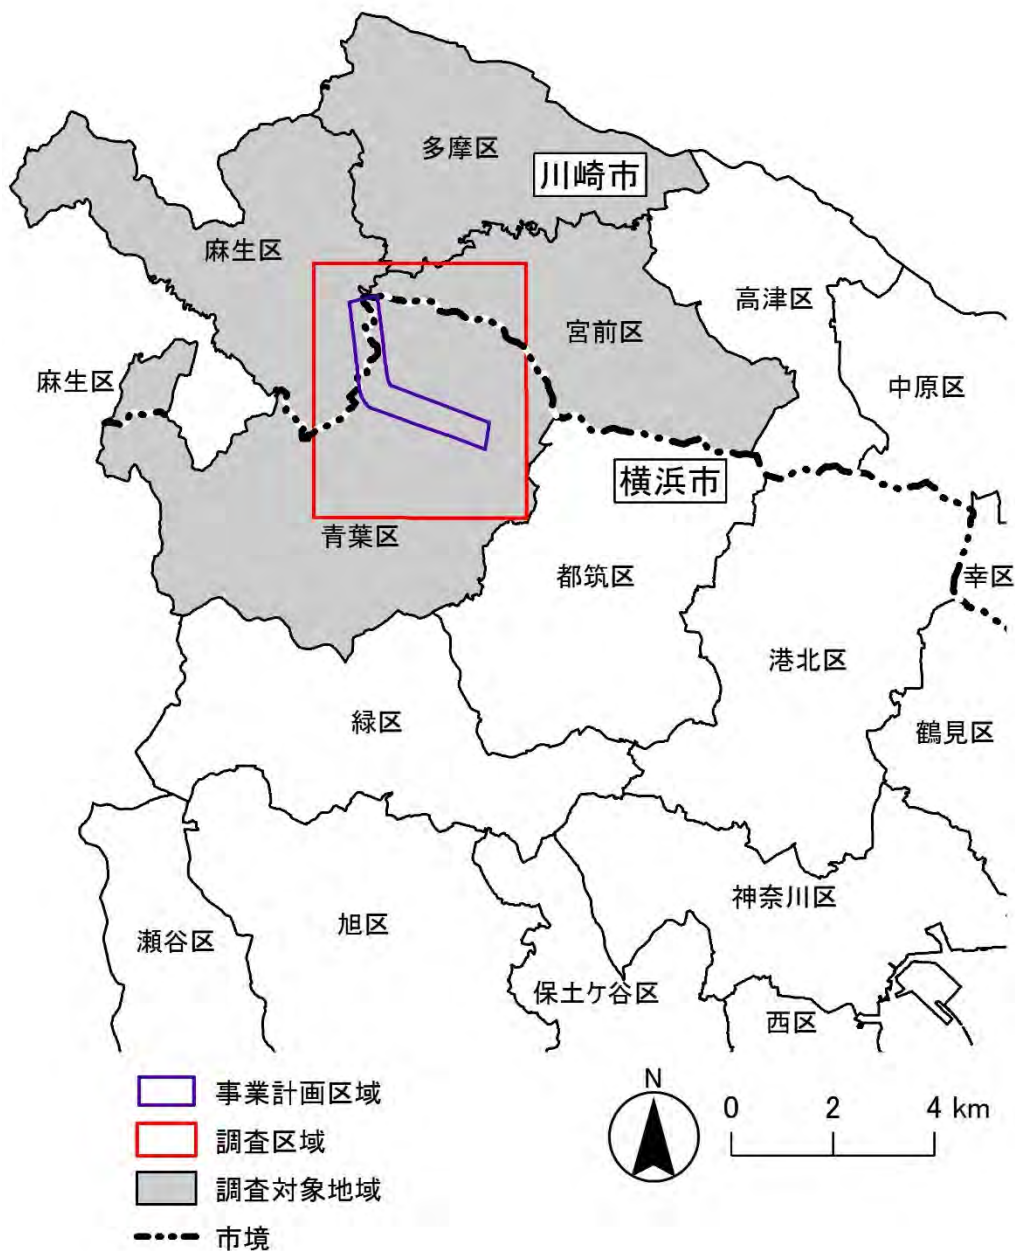 多摩区
川崎市
麻生区
高津区
宮前区
麻生区
中原区
横浜市
青葉区
都筑区
幸区
港北区
緑区
鶴見区
神奈川区
瀬谷区
旭区
保土ケ谷区
西区
事業計画区域
調査区域
調査対象地域
市境
N
0 2 4 km